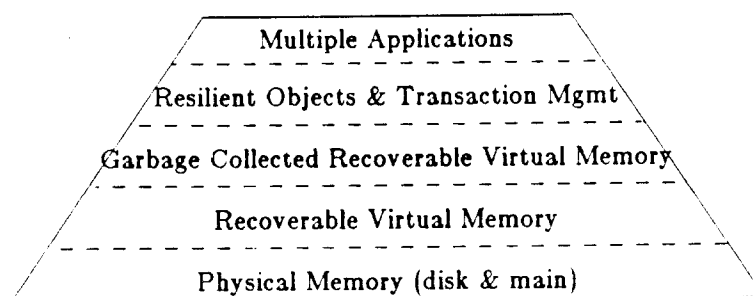 Multiple Applications
Resilient Objects & Transaction Mgmt
Garbage Collected Recoverable Virtual Memory
Recoverable Virtual Memory
Physical Memory (disk & main)